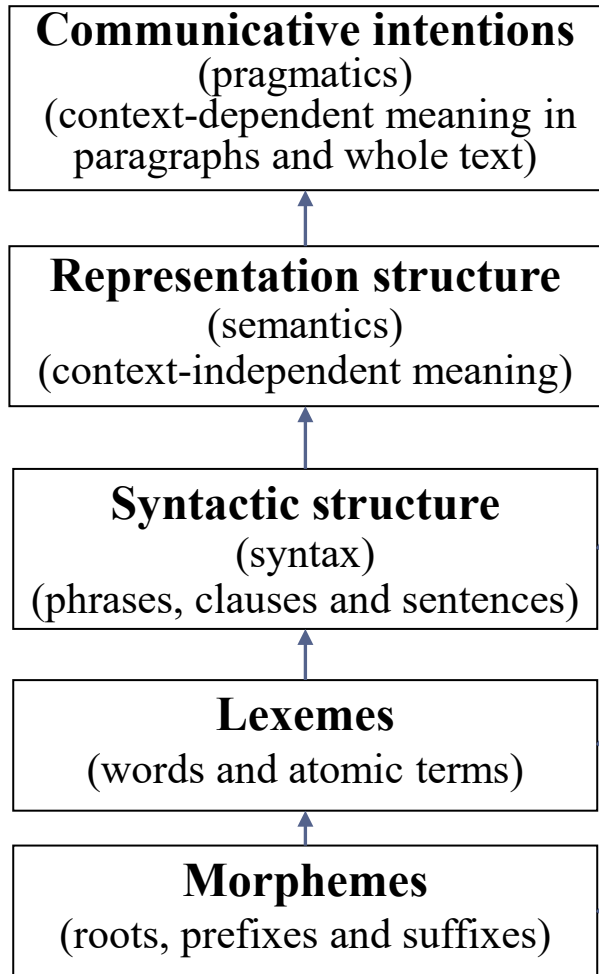 Communicative intentions
(pragmatics)
(context-dependent meaning in
paragraphs and whole text)
Representation structure
(semantics)
(context-independent meaning)
Syntactic structure
(syntax)
(phrases, clauses and sentences)
Lexemes
(words and atomic terms)
Morphemes
(roots, prefixes and suffixes)